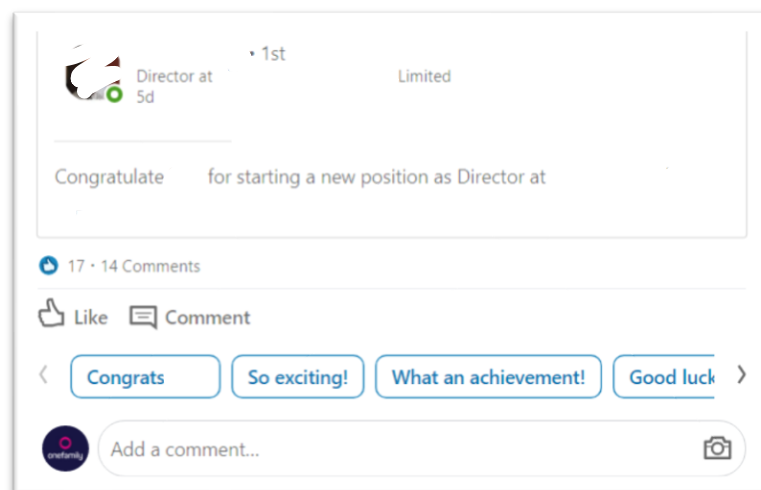 • 1st
Director at Limited
5d
Congratulate for starting a new position as Director at
17 · 14 Comments
Like Comment
Congrats So exciting! What an achievement! Good luck
onefamily Add a comment...